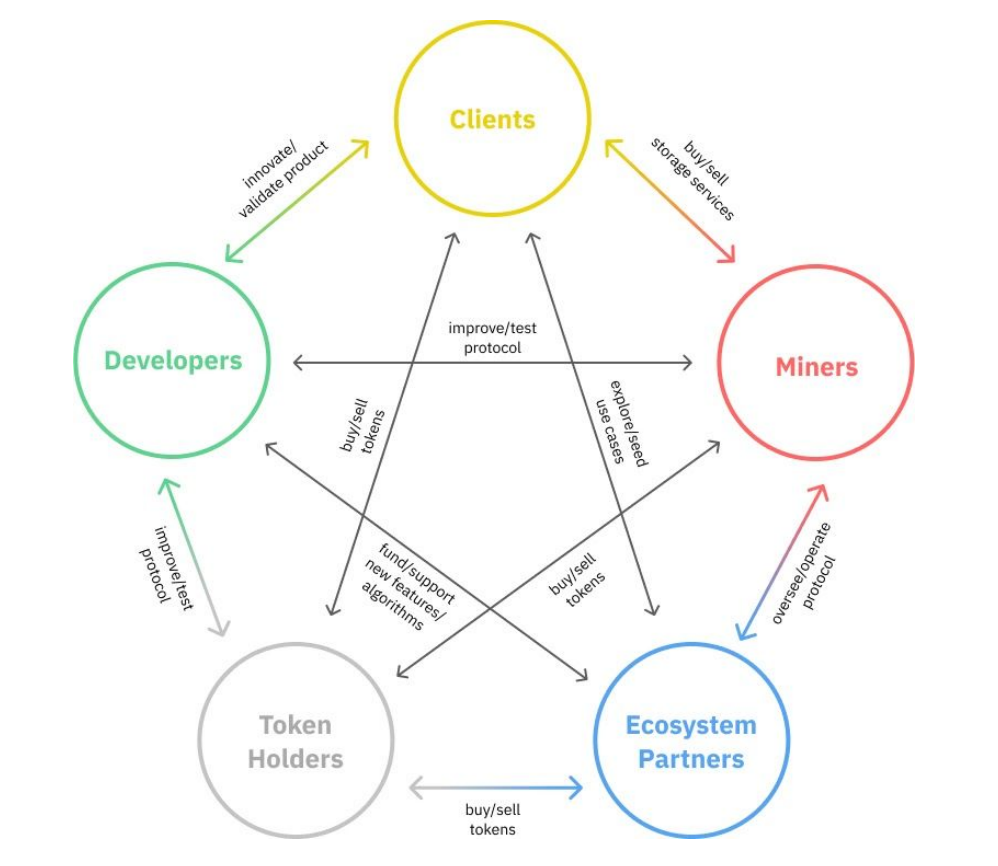 Clients
innovate/
validate product
buy/sell
storage services
Developers
improve/test
protocol
Miners
buy/sell
tokens
explore/seed
use cases
improve/test
protocol
fund/support
new features/
algorithms
buy/sell
tokens
oversee/operate
protocol
Token
Holders
Ecosystem
Partners
buy/sell
tokens